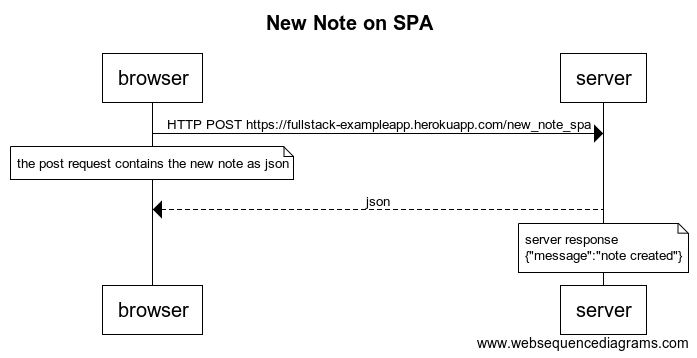 New Note on SPA
browser
server
HTTP POST https://fullstack-exampleapp.herokuapp.com/new_note_spa
the post request contains the new note as json
json
server response
{"message":"note created"}
browser
server
www.websequencediagrams.com